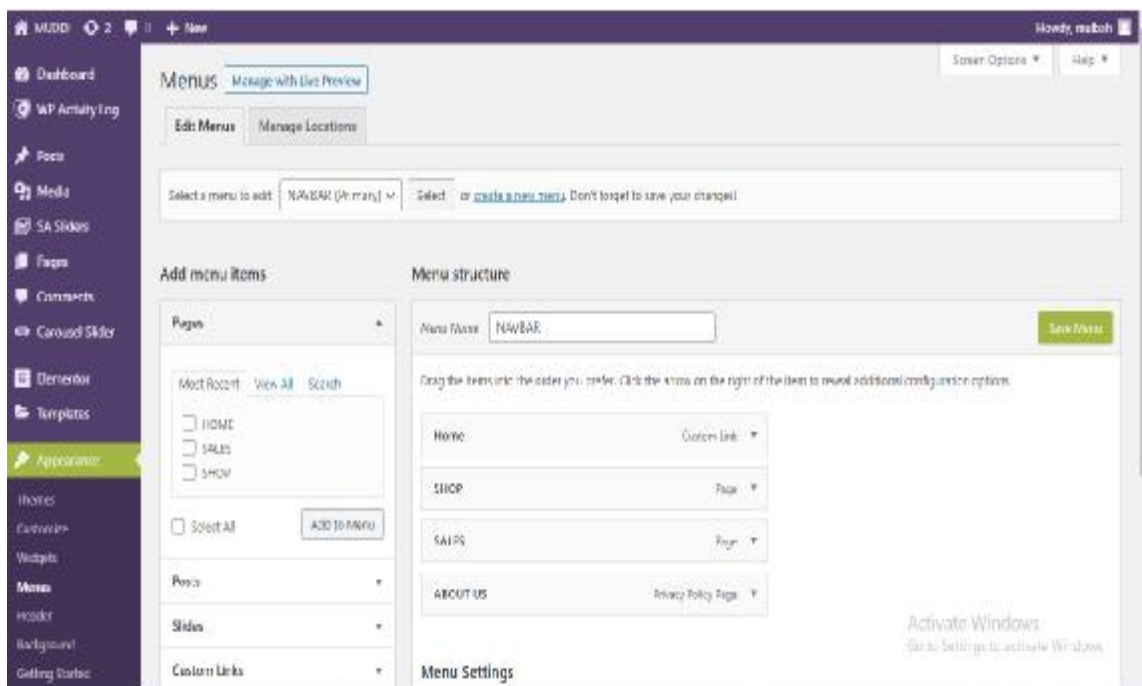 MUDDI 2 + New Howdy, muibah
Screen Options ▼ Help ▼
Dashboard
WP Activity Log
Posts
Media
SA Sliders
Pages
Comments
Carousel Slider
Elementor
Templates
Appearance
Themes
Customize
Widgets
Menus
Header
Background
Getting Started
Menus Manage with Live Preview
Edit Menus Manage Locations
Select a menu to edit: NAVBAR (Primary) Select or create a new menu. Don't forget to save your changes!
Add menu items
Pages
Most Recent View All Search
HOME
SALES
SHOP
Select All Add to Menu
Posts
Slides
Custom Links
Menu structure
Menu Name NAVBAR Save Menu
Drag the items into the order you prefer. Click the arrow on the right of the item to reveal additional configuration options.
Home Custom Link
SHOP Page
SALES Page
ABOUT US Privacy Policy Page
Menu Settings
Activate Windows
Go to Settings to activate Windows.